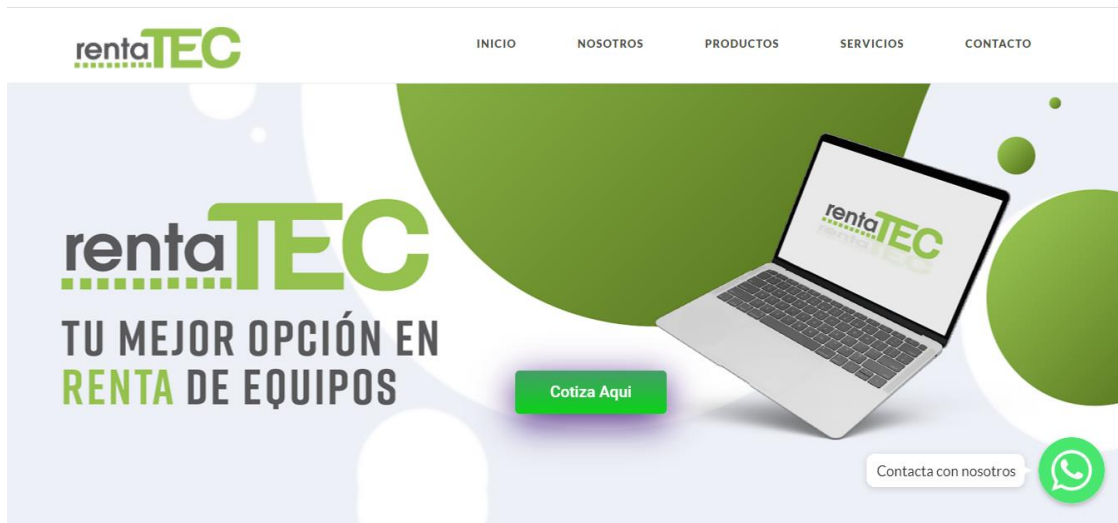 rentaTEC
INICIO NOSOTROS PRODUCTOS SERVICIOS CONTACTO
rentaTEC
TU MEJOR OPCIÓN EN
RENTA DE EQUIPOS
rentaTEC
Cotiza Aqui
Contacta con nosotros